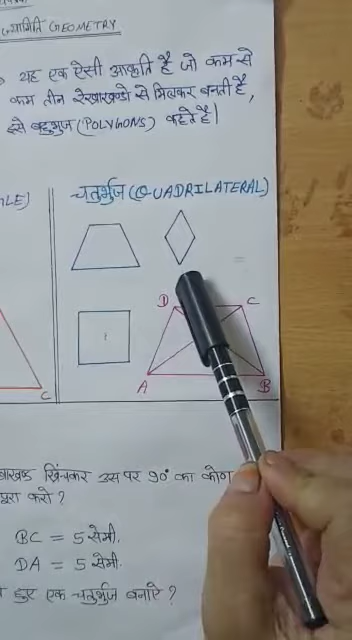 ज्यामिति GEOMETRY
यह एक ऐसी आकृति है जो कम से
कम तीन रेखाखण्डो से मिलकर बनती है,
इसे बहुभुज (POLYGONS) कहते है।
चतुर्भुज (QUADRILATERAL)
D C
A B
C
खिंचकर उस पर 90° का कोण
पूरा करो ?
BC = 5 सेमी.
DA = 5 सेमी.
हुए एक चतुर्भुज बनाऐ ?